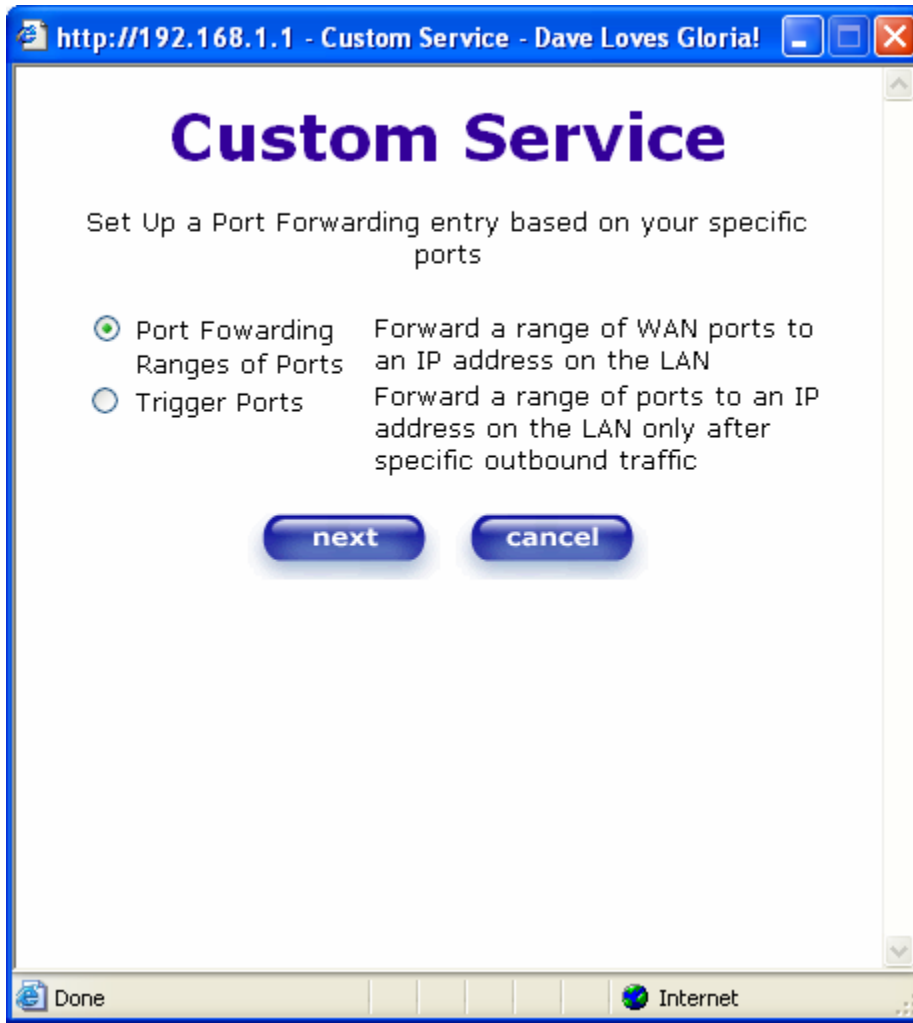 http://192.168.1.1 - Custom Service - Dave Loves Gloria!
Custom Service
Set Up a Port Forwarding entry based on your specific
ports
Port Fowarding
Ranges of Ports
Forward a range of WAN ports to
an IP address on the LAN
Trigger Ports
Forward a range of ports to an IP
address on the LAN only after
specific outbound traffic
next
cancel
Done
Internet